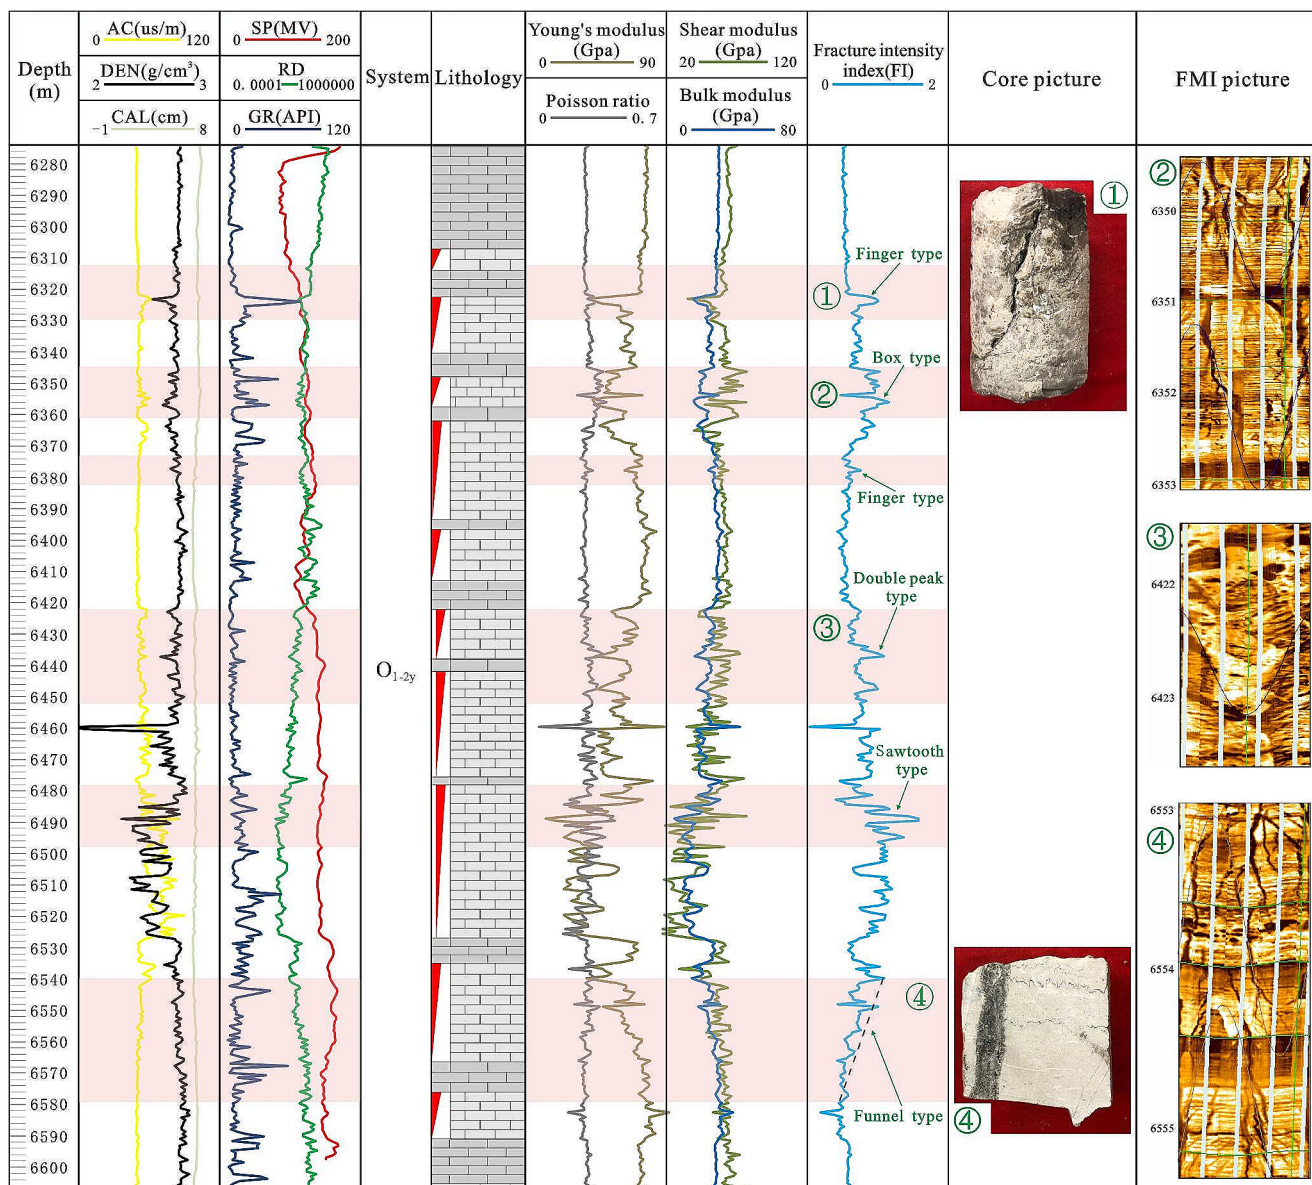 Depth
(m)
AC(us/m)
0 120
DEN(g/cm³)
2 3
CAL(cm)
−1 8
SP(MV)
0 200
RD
0.0001 1000000
GR(API)
0 120
System
Lithology
Young's modulus
(Gpa)
0 90
Poisson ratio
0 0.7
Shear modulus
(Gpa)
20 120
Bulk modulus
(Gpa)
0 80
Fracture intensity
index(FI)
0 2
Core picture
FMI picture
6280
6290
6300
6310
6320
6330
6340
6350
6360
6370
6380
6390
6400
6410
6420
6430
6440
6450
6460
6470
6480
6490
6500
6510
6520
6530
6540
6550
6560
6570
6580
6590
6600
O1-2y
Finger type
①
Box type
②
Finger type
Double peak
type
③
Sawtooth
type
④
Funnel type
①
④
②
6350
6351
6352
6353
③
6422
6423
④
6553
6554
6555